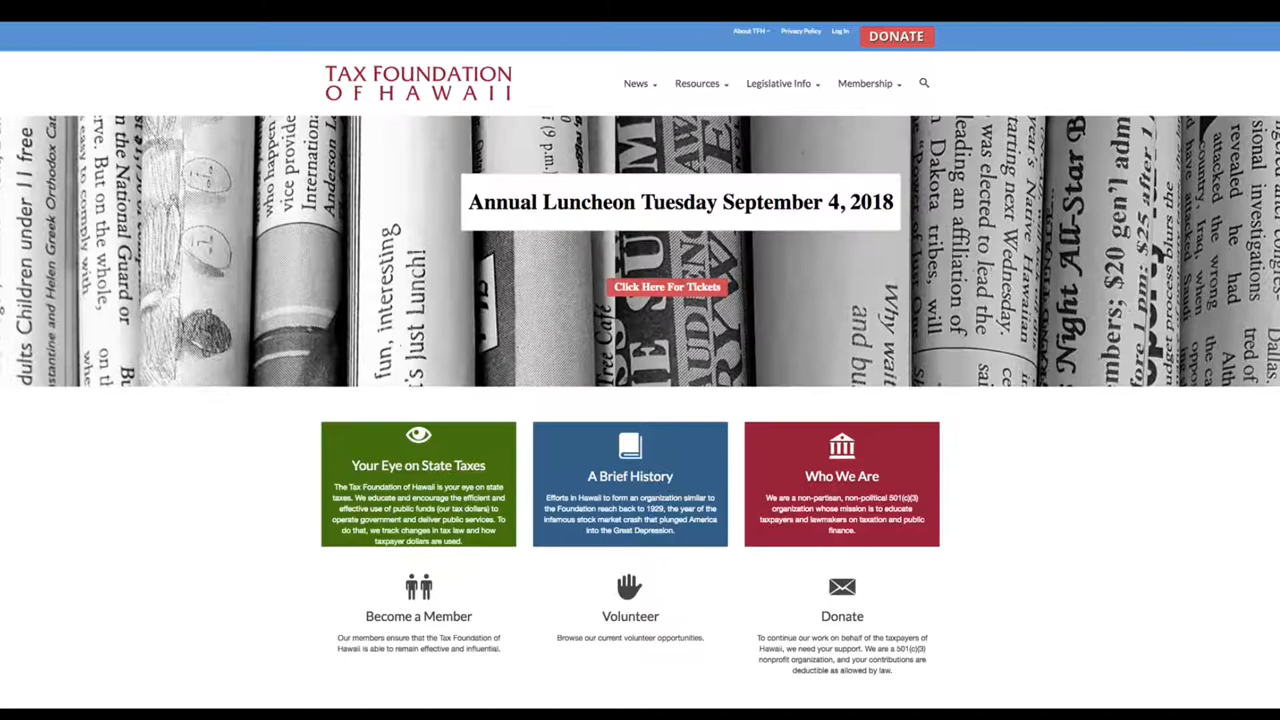 About TFH
Privacy Policy
Log In
DONATE
TAX FOUNDATION
OF HAWAII
News
Resources
Legislative Info
Membership
Annual Luncheon Tuesday September 4, 2018
Click Here For Tickets
fun, interesting
's Just Lunch!
Your Eye on State Taxes
The Tax Foundation of Hawaii is your eye on state
taxes. We educate and encourage the efficient and
effective use of public funds (our tax dollars) to
operate government and deliver public services. To
do that, we track changes in tax law and how
taxpayer dollars are used.
A Brief History
Efforts in Hawaii to form an organization similar to
the Foundation reach back to 1929, the year of the
infamous stock market crash that plunged America
into the Great Depression.
Who We Are
We are a non-partisan, non-political 501(c)(3)
organization whose mission is to educate
taxpayers and lawmakers on taxation and public
finance.
Become a Member
Our members ensure that the Tax Foundation of
Hawaii is able to remain effective and influential.
Volunteer
Browse our current volunteer opportunities.
Donate
To continue our work on behalf of the taxpayers of
Hawaii, we need your support. We are a 501(c)(3)
nonprofit organization, and your contributions are
deductible as allowed by law.